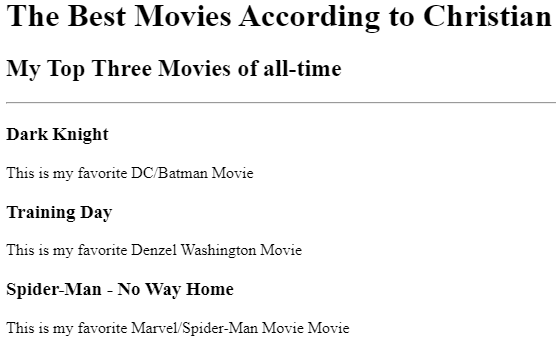 The Best Movies According to Christian
My Top Three Movies of all-time
Dark Knight
This is my favorite DC/Batman Movie
Training Day
This is my favorite Denzel Washington Movie
Spider-Man - No Way Home
This is my favorite Marvel/Spider-Man Movie Movie